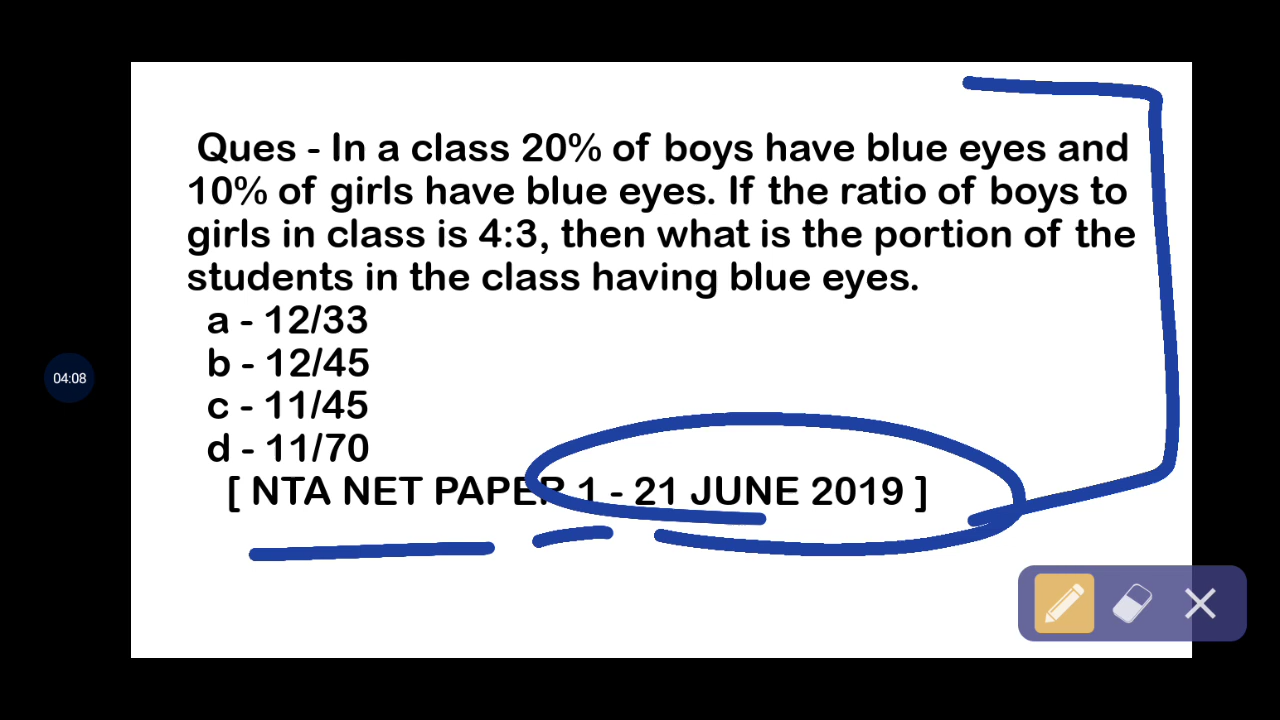 Ques - In a class 20% of boys have blue eyes and
10% of girls have blue eyes. If the ratio of boys to
girls in class is 4:3, then what is the portion of the
students in the class having blue eyes.
a - 12/33
b - 12/45
c - 11/45
d - 11/70
[ NTA NET PAPER 1 - 21 JUNE 2019 ]
04:08